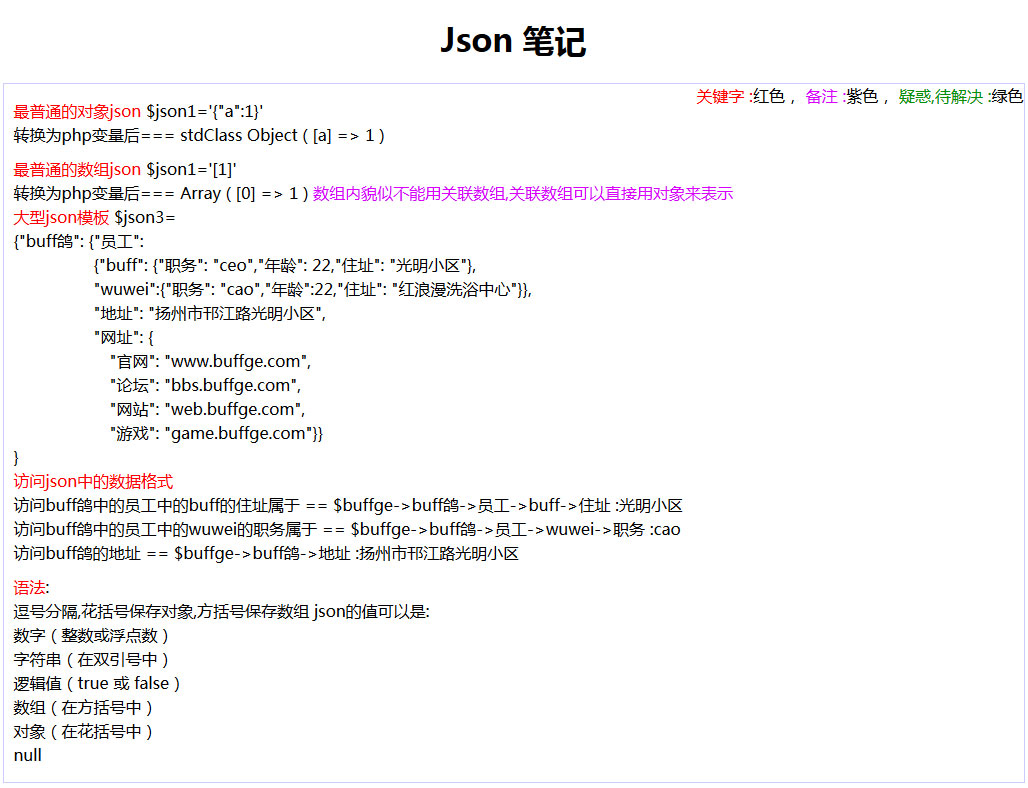 Json 笔记
关键字 :红色， 备注 :紫色， 疑惑,待解决 :绿色
最普通的对象json $json1='{"a":1}'
转换为php变量后=== stdClass Object ( [a] => 1 )
最普通的数组json $json1='[1]'
转换为php变量后=== Array ( [0] => 1 ) 数组内貌似不能用关联数组,关联数组可以直接用对象来表示
大型json模板 $json3=
{"buff鸽": {"员工":
{"buff": {"职务": "ceo","年龄": 22,"住址": "光明小区"},
"wuwei":{"职务": "cao","年龄":22,"住址": "红浪漫洗浴中心"}},
"地址": "扬州市邗江路光明小区",
"网址": {
"官网": "www.buffge.com",
"论坛": "bbs.buffge.com",
"网站": "web.buffge.com",
"游戏": "game.buffge.com"}}
}
访问json中的数据格式
访问buff鸽中的员工中的buff的住址属于 == $buffge->buff鸽->员工->buff->住址 :光明小区
访问buff鸽中的员工中的wuwei的职务属于 == $buffge->buff鸽->员工->wuwei->职务 :cao
访问buff鸽的地址 == $buffge->buff鸽->地址 :扬州市邗江路光明小区
语法:
逗号分隔,花括号保存对象,方括号保存数组 json的值可以是:
数字（整数或浮点数）
字符串（在双引号中）
逻辑值（true 或 false）
数组（在方括号中）
对象（在花括号中）
null